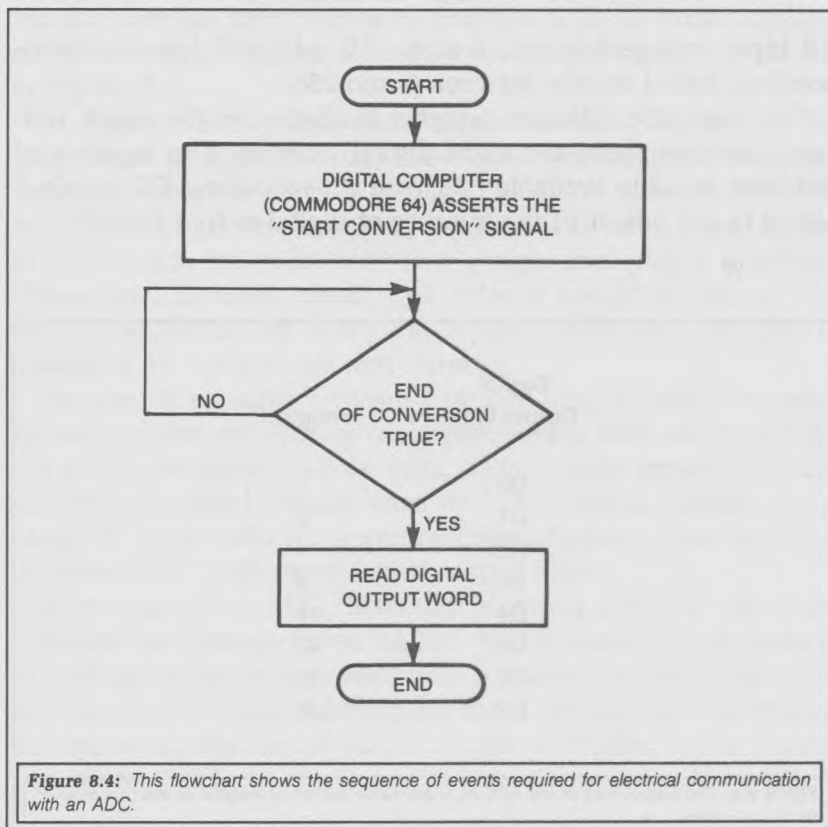 START
DIGITAL COMPUTER
(COMMODORE 64) ASSERTS THE
"START CONVERSION" SIGNAL
NO
END
OF CONVERSON
TRUE?
YES
READ DIGITAL
OUTPUT WORD
END
Figure 8.4: This flowchart shows the sequence of events required for electrical communication
with an ADC.